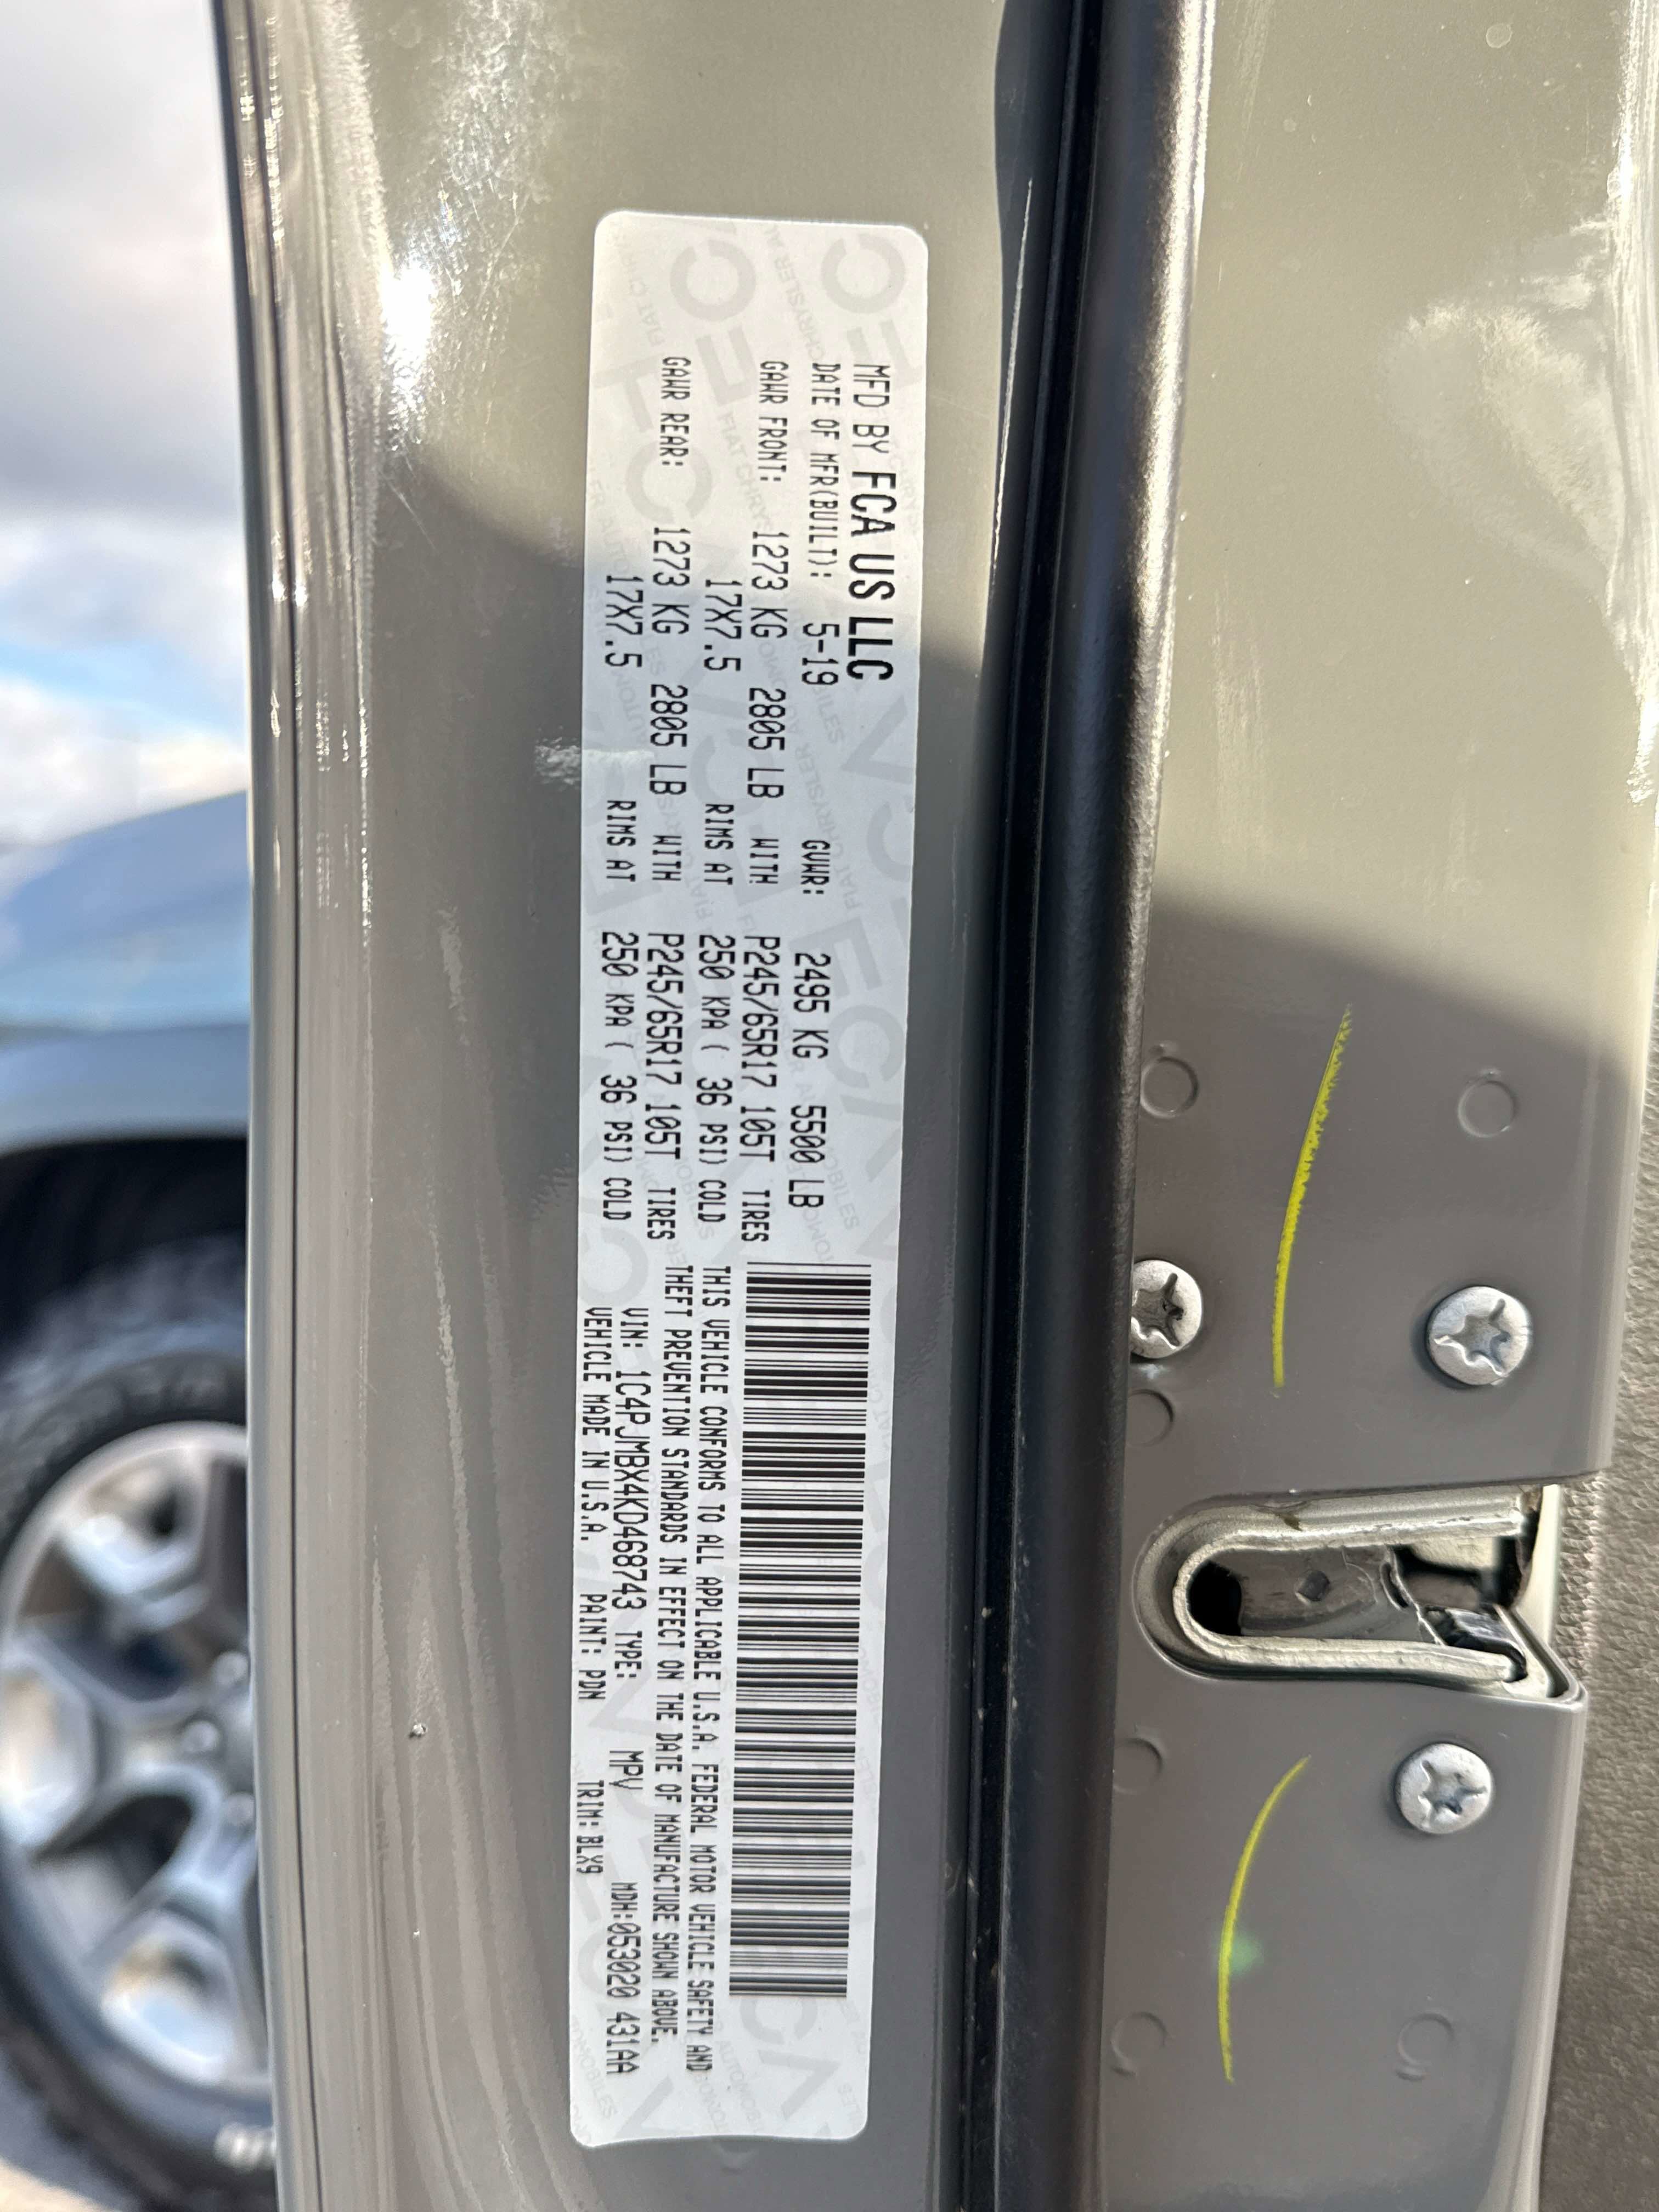 MFD BY FCA US LLC
DATE OF MFR(BUILT): 5-19 GVWR: 2495 KG 5500 LB
GAWR FRONT: 1273 KG 2805 LB WITH P245/65R17 105T TIRES
17X7.5 RIMS AT 250 KPA ( 36 PSI) COLD
GAWR REAR: 1273 KG 2805 LB WITH P245/65R17 105T TIRES
17X7.5 RIMS AT 250 KPA ( 36 PSI) COLD
THIS VEHICLE CONFORMS TO ALL APPLICABLE U.S.A. FEDERAL MOTOR VEHICLE SAFETY AND
THEFT PREVENTION STANDARDS IN EFFECT ON THE DATE OF MANUFACTURE SHOWN ABOVE.
VIN: 1C4PJMBX4KD468743 TYPE: MPV MDH:053020 431AA
VEHICLE MADE IN U.S.A. PAINT: PDN TRIM: BLX9